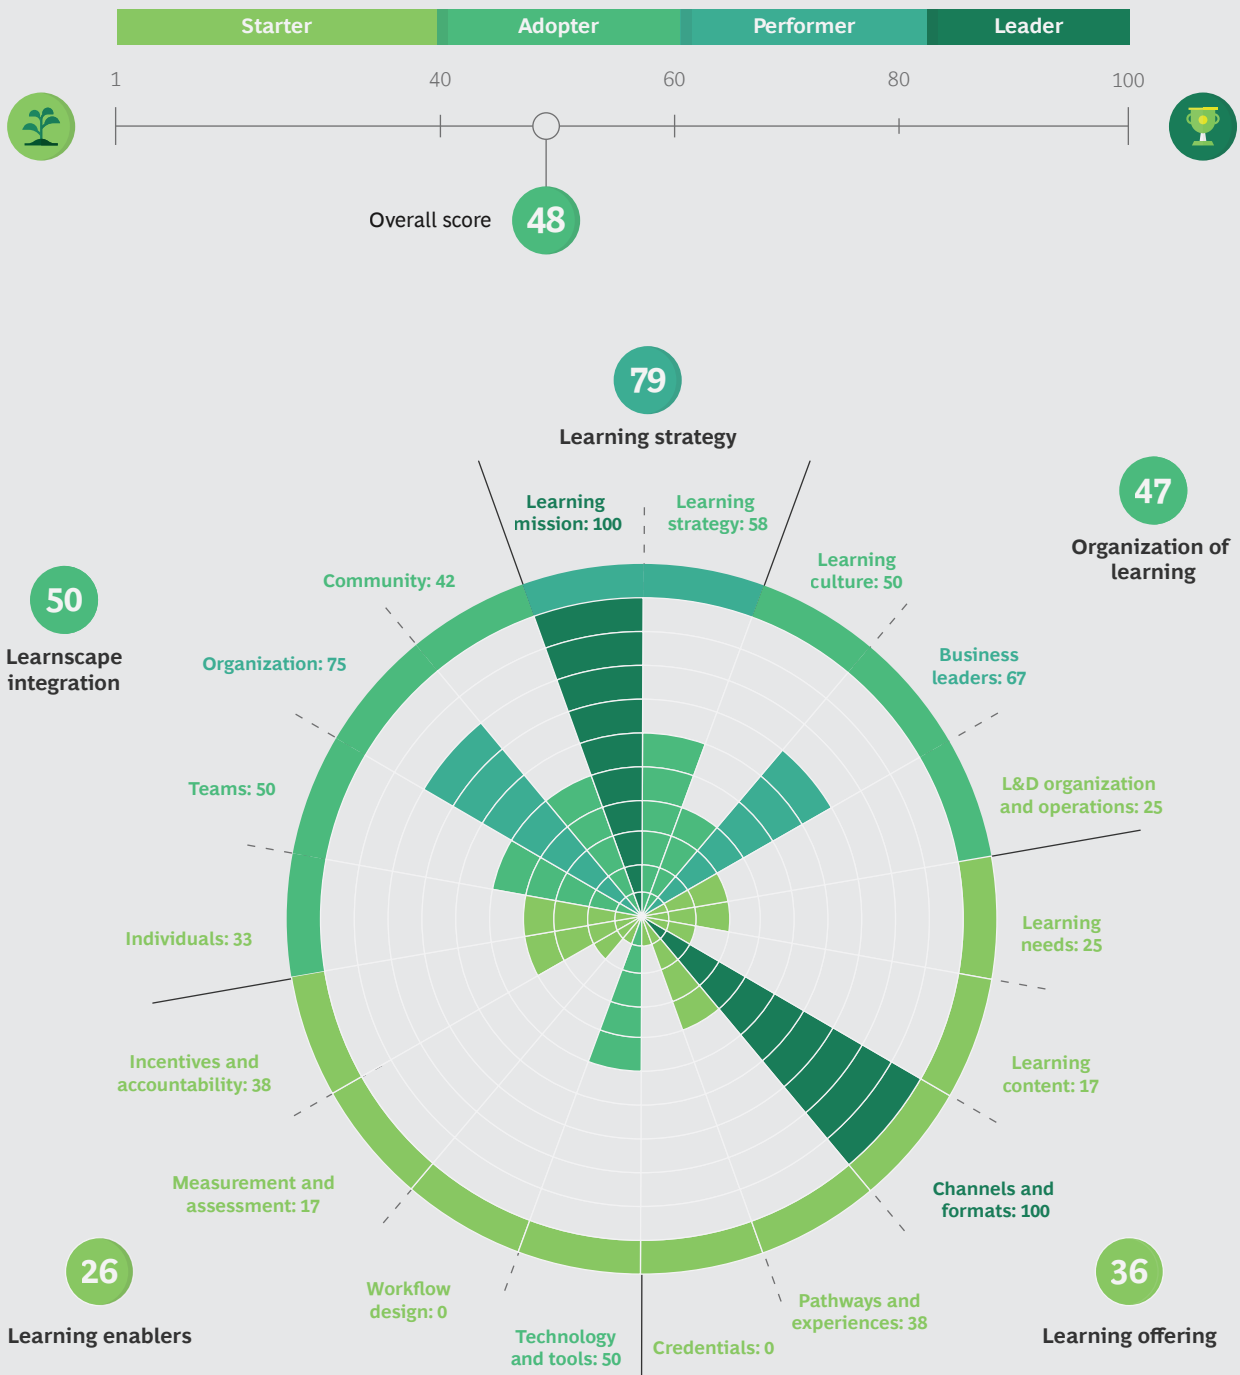 Starter Adopter Performer Leader
1 40 60 80 100
Overall score 48
79
Learning strategy
47
Organization of
learning
50
Learnscape
integration
26
Learning enablers
36
Learning offering
Learning
mission: 100
Learning
strategy: 58
Learning
culture: 50
Business
leaders: 67
L&D organization
and operations: 25
Learning
needs: 25
Learning
content: 17
Channels and
formats: 100
Pathways and
experiences: 38
Credentials: 0
Technology
and tools: 50
Workflow
design: 0
Measurement and
assessment: 17
Incentives and
accountability: 38
Individuals: 33
Teams: 50
Organization: 75
Community: 42